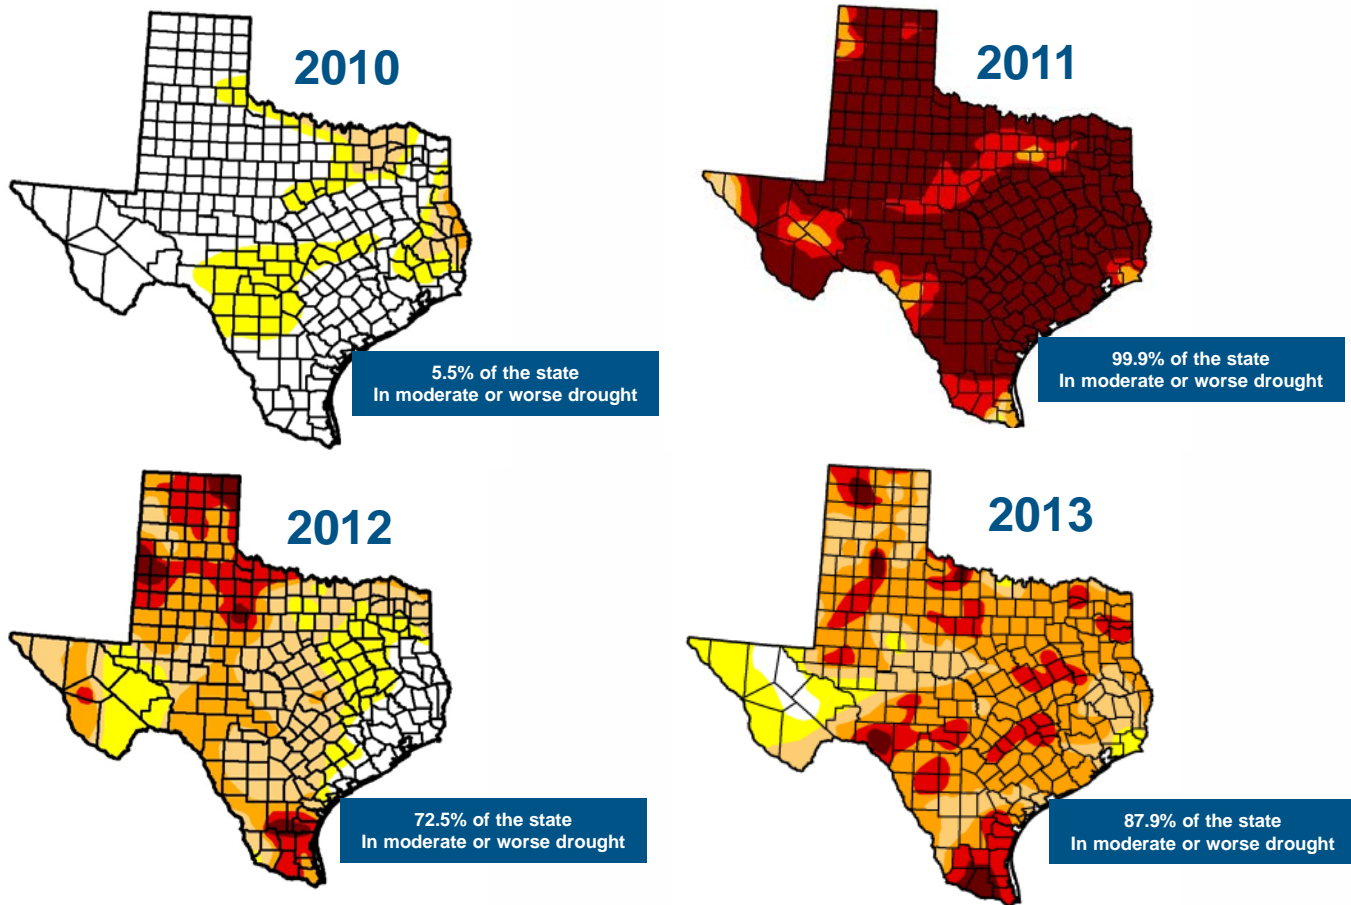 2010
5.5% of the state
In moderate or worse drought
2011
99.9% of the state
In moderate or worse drought
2012
72.5% of the state
In moderate or worse drought
2013
87.9% of the state
In moderate or worse drought